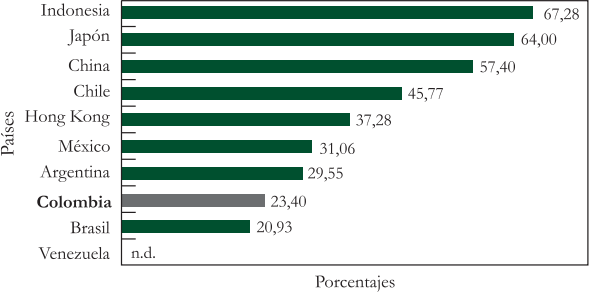 Indonesia 67,28
Japón 64,00
China 57,40
Chile 45,77
Hong Kong 37,28
México 31,06
Argentina 29,55
Colombia 23,40
Brasil 20,93
Venezuela n.d.
Países
Porcentajes